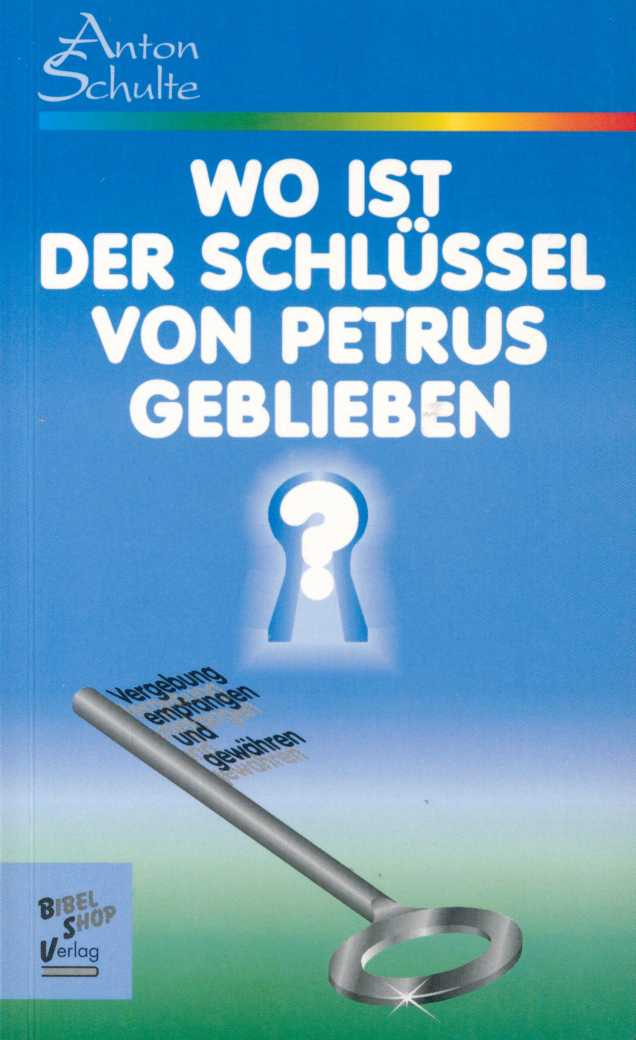 Anton
Schulte
WO IST
DER SCHLÜSSEL
VON PETRUS
GEBLIEBEN
?
Vergebung
empfangen
und
gewähren
BIBEL
SHOP
Verlag